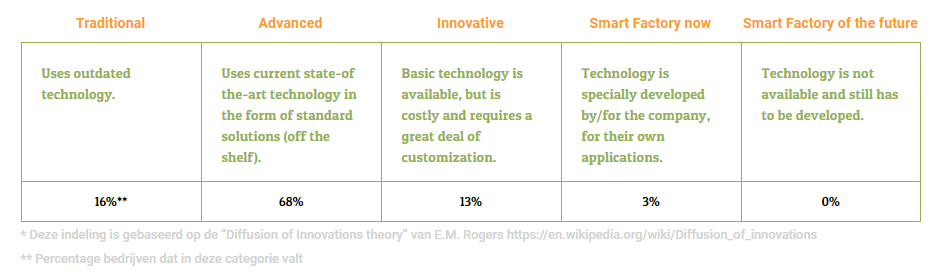 Traditional Advanced Innovative Smart Factory now Smart Factory of the future
Uses outdated
technology.
Uses current state-of
the-art technology in
the form of standard
solutions (off the
shelf).
Basic technology is
available, but is
costly and requires a
great deal of
customization.
Technology is
specially developed
by/for the company,
for their own
applications.
Technology is not
available and still has
to be developed.
16%** 68% 13% 3% 0%
* Deze indeling is gebaseerd op de "Diffusion of Innovations theory" van E.M. Rogers https://en.wikipedia.org/wiki/Diffusion_of_innovations
** Percentage bedrijven dat in deze categorie valt